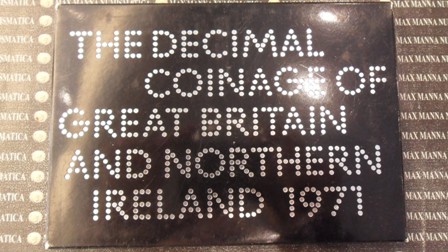 THE DECIMAL
COINAGE OF
GREAT BRITAIN
AND NORTHERN
IRELAND 1971